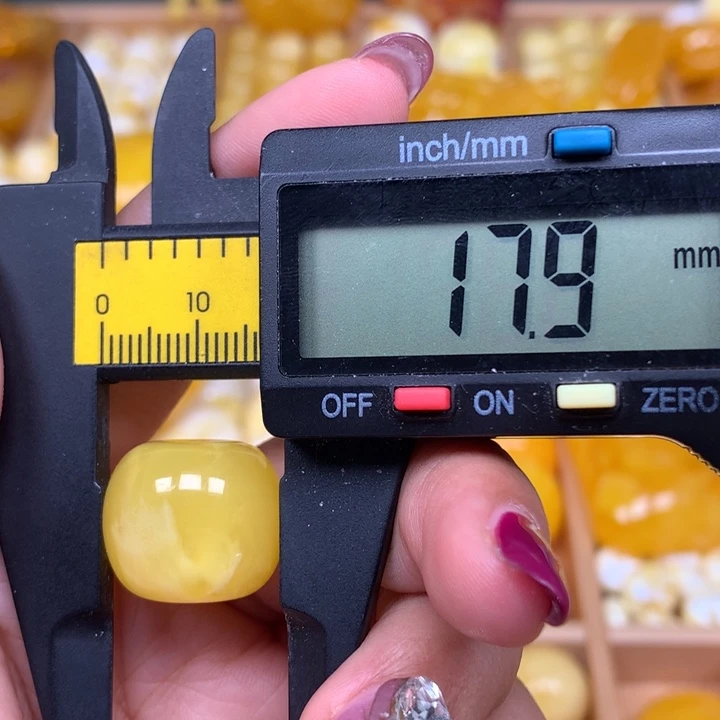 inch/mm
17.9 mm
0 10
OFF ON ZERO